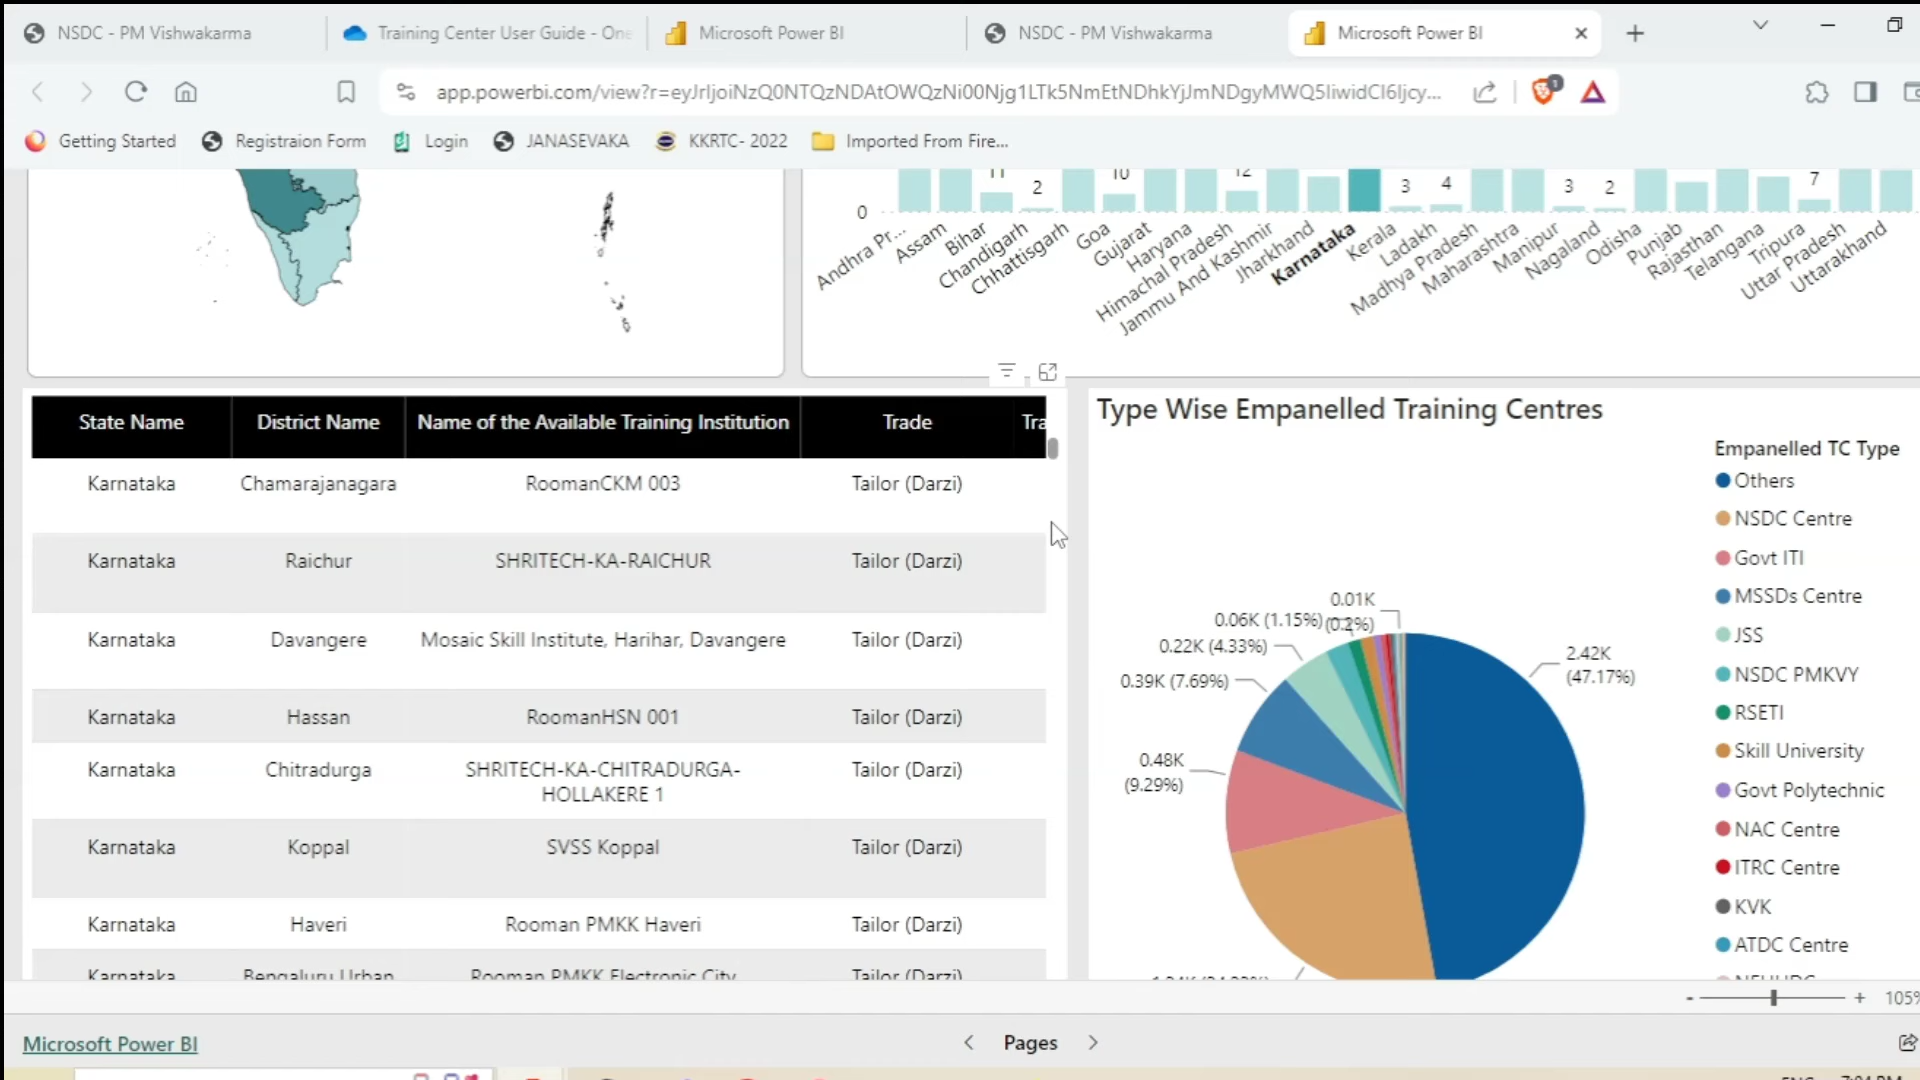 NSDC - PM Vishwakarma
Training Center User Guide - One
Microsoft Power BI
NSDC - PM Vishwakarma
Microsoft Power BI
app.powerbi.com/view?r=eyJrIjoiNzQ0NTQzNDAtOWQzNi00Njg1LTk5NmEtNDhkYjJmNDgyMWQ5IiwidCI6Ijcy...
1
Getting Started
Registraion Form
Login
JANASEVAKA
KKRTC- 2022
Imported From Fire...
11 2 10 12 3 4 3 2 7
0
Andhra Pr...
Assam
Bihar
Chandigarh
Chhattisgarh
Goa
Gujarat
Haryana
Himachal Pradesh
Jammu And Kashmir
Jharkhand
Karnataka
Kerala
Ladakh
Madhya Pradesh
Maharashtra
Manipur
Nagaland
Odisha
Punjab
Rajasthan
Telangana
Tripura
Uttar Pradesh
Uttarakhand
State Name District Name Name of the Available Training Institution Trade Tra
Karnataka Chamarajanagara RoomanCKM 003 Tailor (Darzi)
Karnataka Raichur SHRITECH-KA-RAICHUR Tailor (Darzi)
Karnataka Davangere Mosaic Skill Institute, Harihar, Davangere Tailor (Darzi)
Karnataka Hassan RoomanHSN 001 Tailor (Darzi)
Karnataka Chitradurga SHRITECH-KA-CHITRADURGA- Tailor (Darzi)
HOLLAKERE 1
Karnataka Koppal SVSS Koppal Tailor (Darzi)
Karnataka Haveri Rooman PMKK Haveri Tailor (Darzi)
Karnataka Bengaluru Urban Rooman PMKK Electronic City Tailor (Darzi)
Type Wise Empanelled Training Centres
Empanelled TC Type
Others
NSDC Centre
Govt ITI
MSSDs Centre
JSS
NSDC PMKVY
RSETI
Skill University
Govt Polytechnic
NAC Centre
ITRC Centre
KVK
ATDC Centre
0.01K
(0.2%)
0.06K (1.15%)
0.22K (4.33%)
0.39K (7.69%)
0.48K
(9.29%)
2.42K
(47.17%)
- + 105%
Microsoft Power BI
Pages
7:04 PM